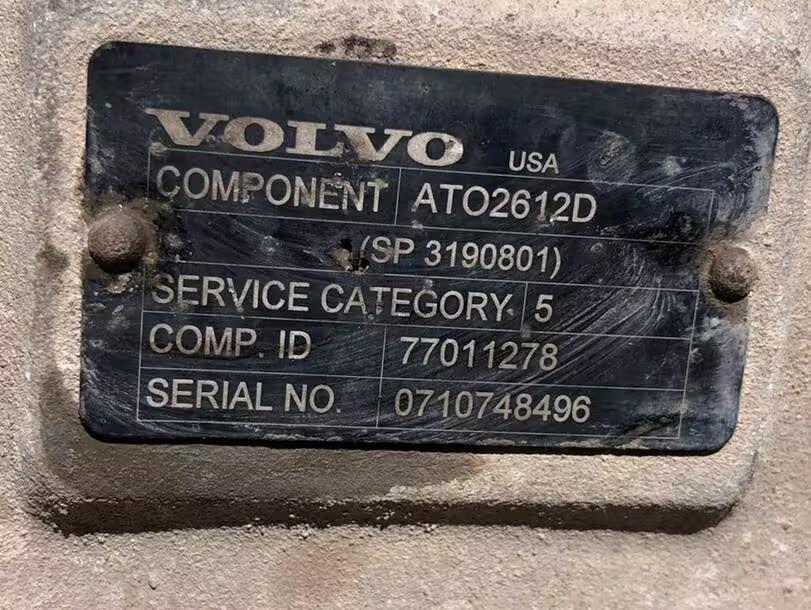 VOLVO USA
COMPONENT ATO2612D
(SP 3190801)
SERVICE CATEGORY 5
COMP. ID 77011278
SERIAL NO. 0710748496